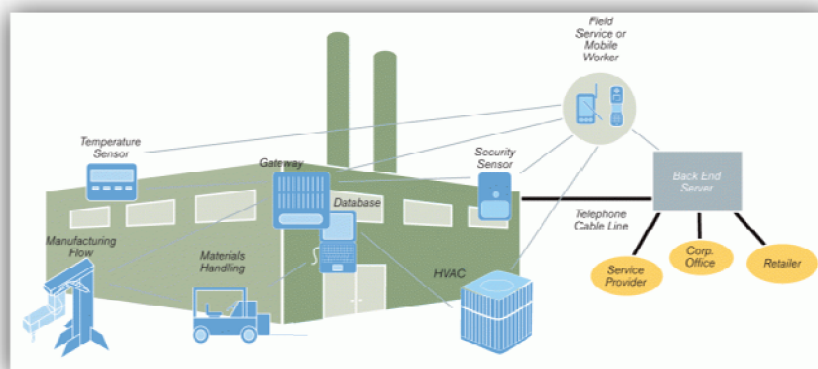 Field
Service or
Mobile
Worker
Temperature
Sensor
Gateway
Security
Sensor
Back End
Server
Database
Telephone
Cable Line
Manufacturing
Flow
Materials
Handling
HVAC
Service
Provider
Corp.
Office
Retailer